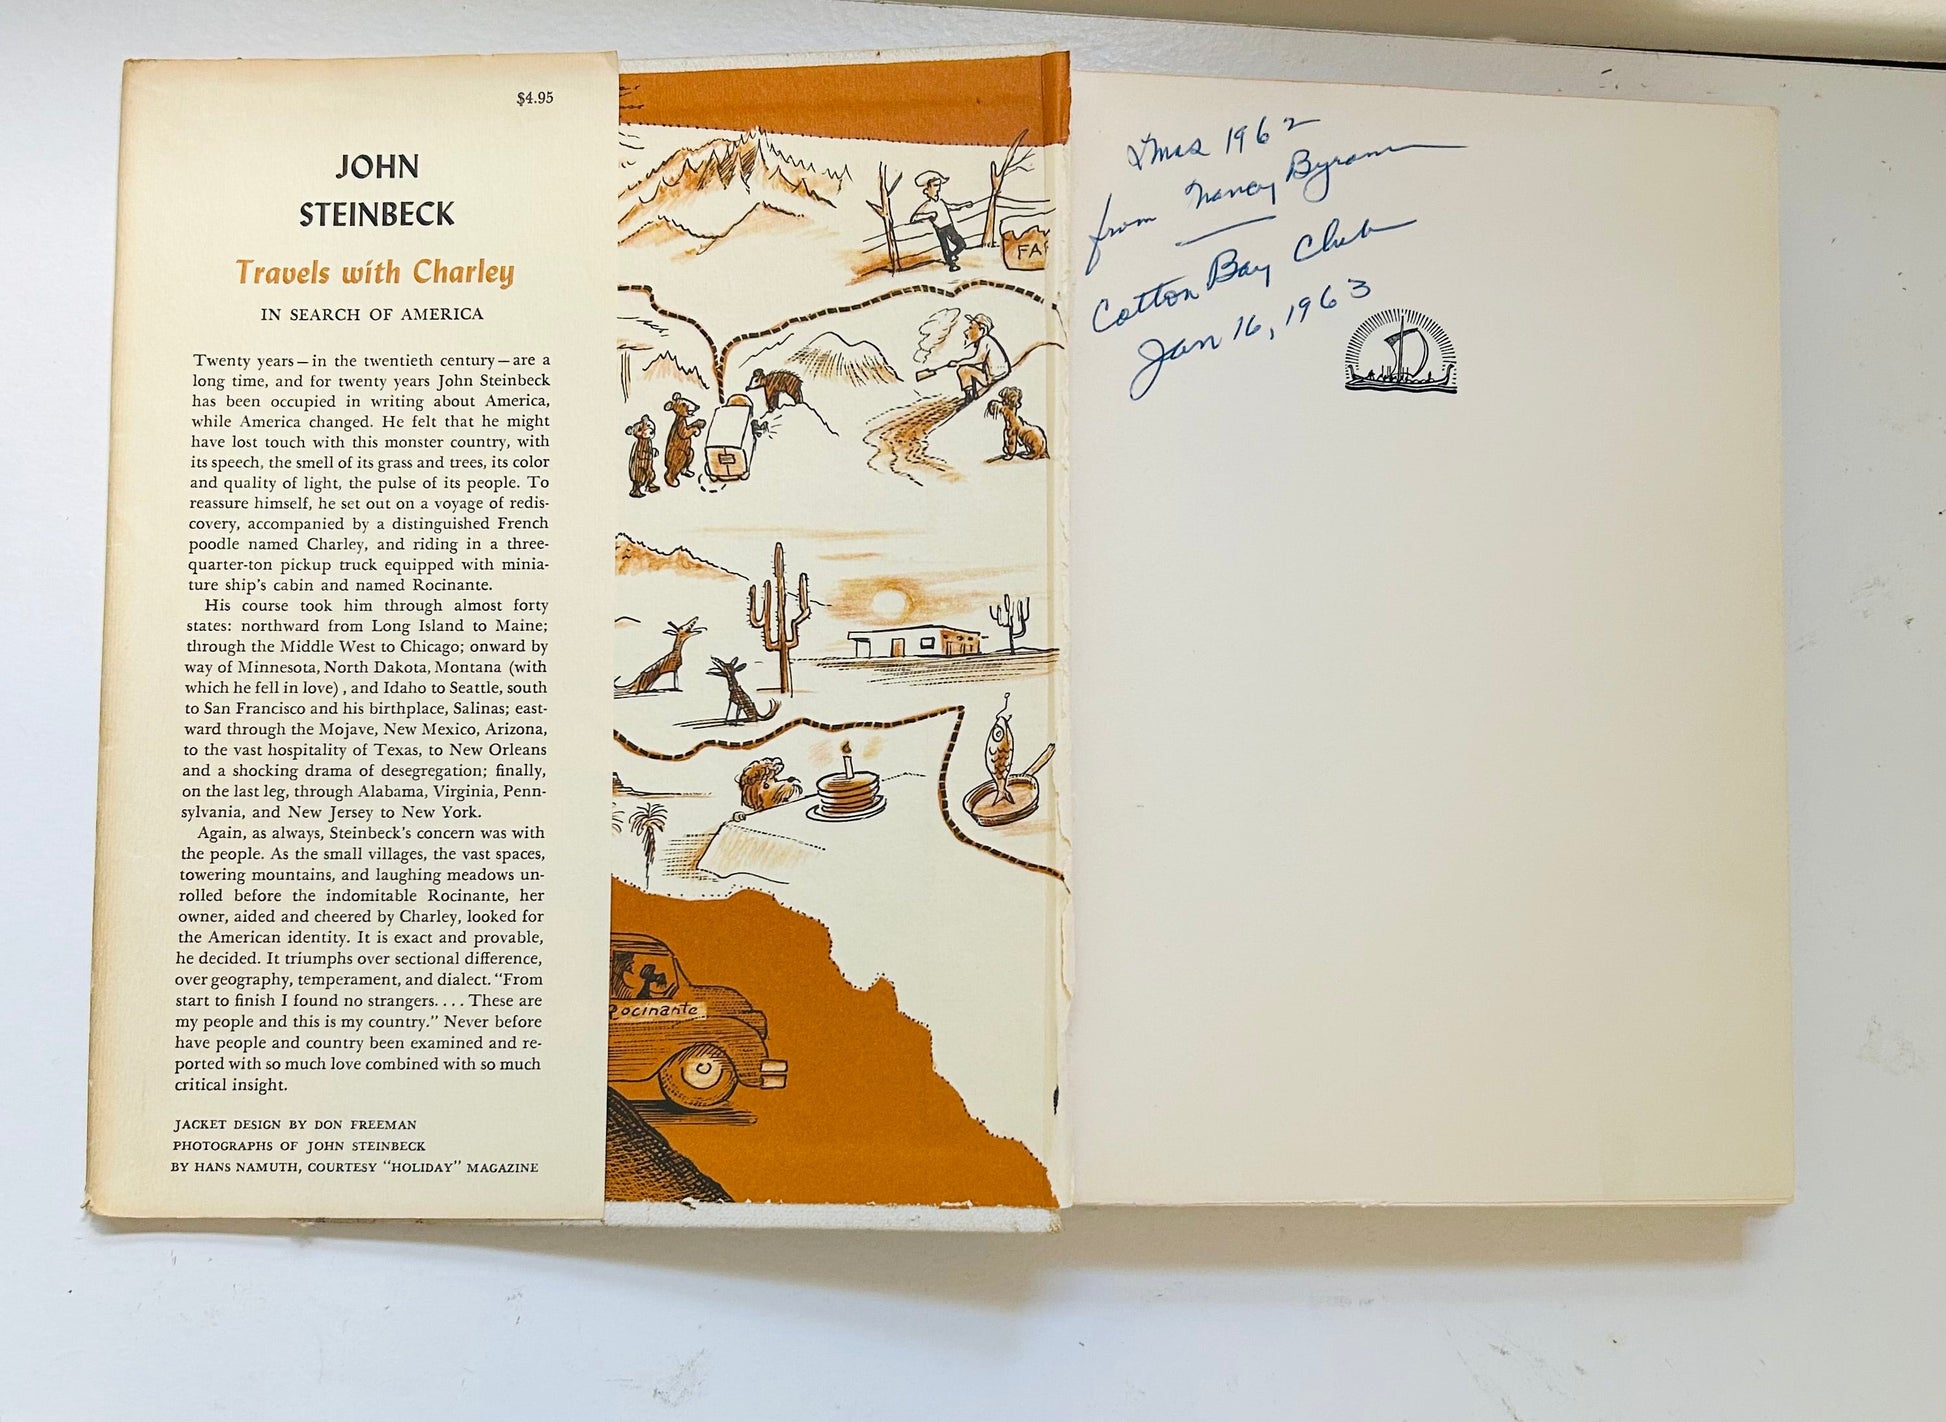 $4.95
JOHN
STEINBECK
Travels with Charley
IN SEARCH OF AMERICA
Twenty years—in the twentieth century—are a
long time, and for twenty years John Steinbeck
has been occupied in writing about America,
while America changed. He felt that he might
have lost touch with this monster country, with
its speech, the smell of its grass and trees, its color
and quality of light, the pulse of its people. To
reassure himself, he set out on a voyage of redis-
covery, accompanied by a distinguished French
poodle named Charley, and riding in a three-
quarter-ton pickup truck equipped with minia-
ture ship's cabin and named Rocinante.
His course took him through almost forty
states: northward from Long Island to Maine;
through the Middle West to Chicago; onward by
way of Minnesota, North Dakota, Montana (with
which he fell in love), and Idaho to Seattle, south
to San Francisco and his birthplace, Salinas; east-
ward through the Mojave, New Mexico, Arizona,
to the vast hospitality of Texas, to New Orleans
and a shocking drama of desegregation; finally,
on the last leg, through Alabama, Virginia, Penn-
sylvania, and New Jersey to New York.
Again, as always, Steinbeck's concern was with
the people. As the small villages, the vast spaces,
towering mountains, and laughing meadows un-
rolled before the indomitable Rocinante, her
owner, aided and cheered by Charley, looked for
the American identity. It is exact and provable,
he decided. It triumphs over sectional difference,
over geography, temperament, and dialect. "From
start to finish I found no strangers. . . . These are
my people and this is my country." Never before
have people and country been examined and re-
ported with so much love combined with so much
critical insight.
JACKET DESIGN BY DON FREEMAN
PHOTOGRAPHS OF JOHN STEINBECK
BY HANS NAMUTH, COURTESY "HOLIDAY" MAGAZINE
FA
Rocinante
Xmas 1962
from Nancy Byram
Cotton Bay Club
Jan 16, 1963